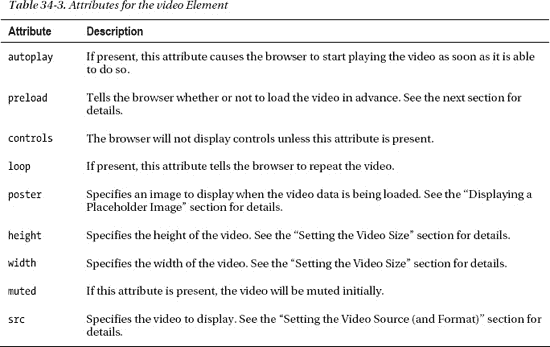 Table 34-3. Attributes for the video Element
Attribute Description
autoplay If present, this attribute causes the browser to start playing the video as soon as it is able
to do so.
preload Tells the browser whether or not to load the video in advance. See the next section for
details.
controls The browser will not display controls unless this attribute is present.
loop If present, this attribute tells the browser to repeat the video.
poster Specifies an image to display when the video data is being loaded. See the “Displaying a
Placeholder Image” section for details.
height Specifies the height of the video. See the “Setting the Video Size” section for details.
width Specifies the width of the video. See the “Setting the Video Size” section for details.
muted If this attribute is present, the video will be muted initially.
src Specifies the video to display. See the “Setting the Video Source (and Format)” section for
details.